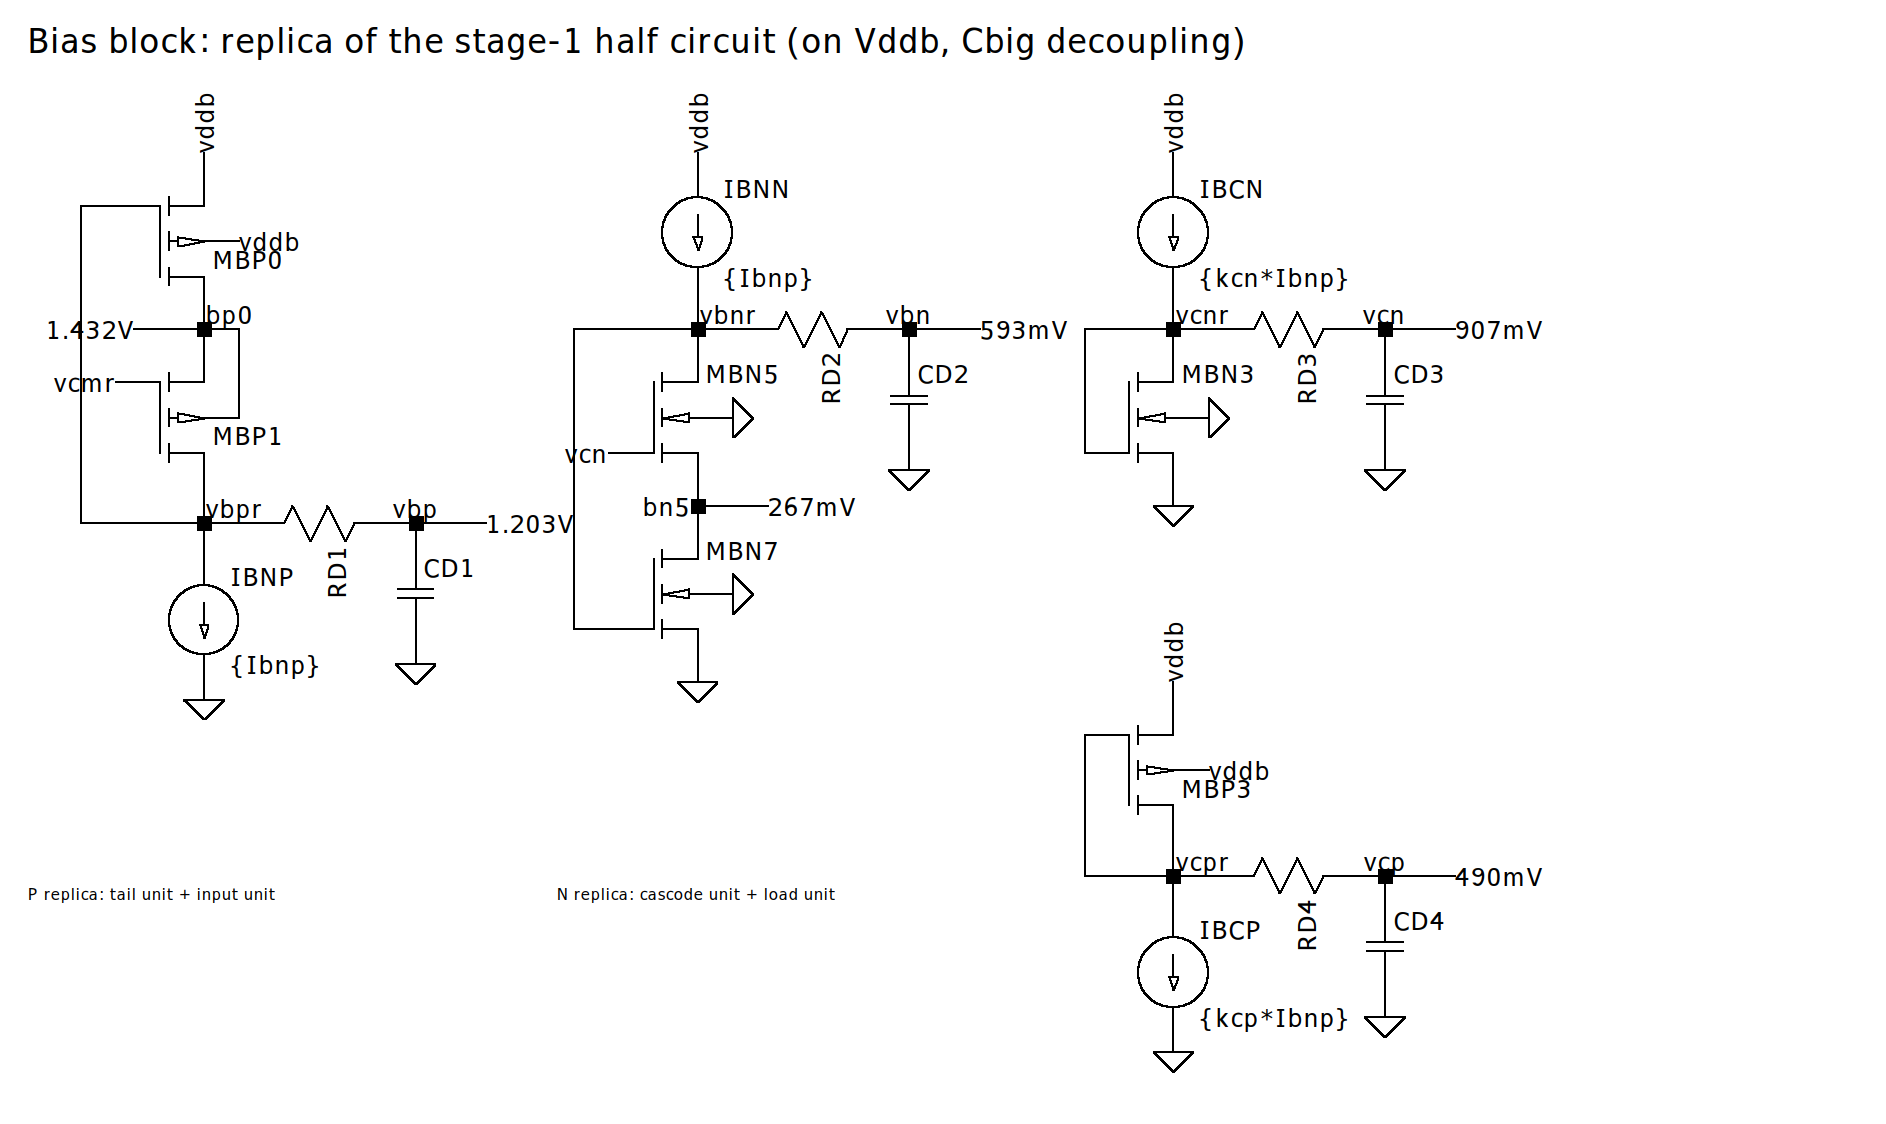 Bias block: replica of the stage-1 half circuit (on Vddb, Cbig decoupling)
vddb
vddb
MBP0
bp0
1.432V
vcmr
MBP1
vbpr
vbp
1.203V
RD1
CD1
IBNP
{Ibnp}
P replica: tail unit + input unit
vddb
IBNN
{Ibnp}
vbnr
vbn
593mV
RD2
CD2
MBN5
vcn
bn5
267mV
MBN7
N replica: cascode unit + load unit
vddb
IBCN
{kcn*Ibnp}
vcnr
vcn
907mV
MBN3
RD3
CD3
vddb
vddb
MBP3
vcpr
vcp
490mV
RD4
CD4
IBCP
{kcp*Ibnp}